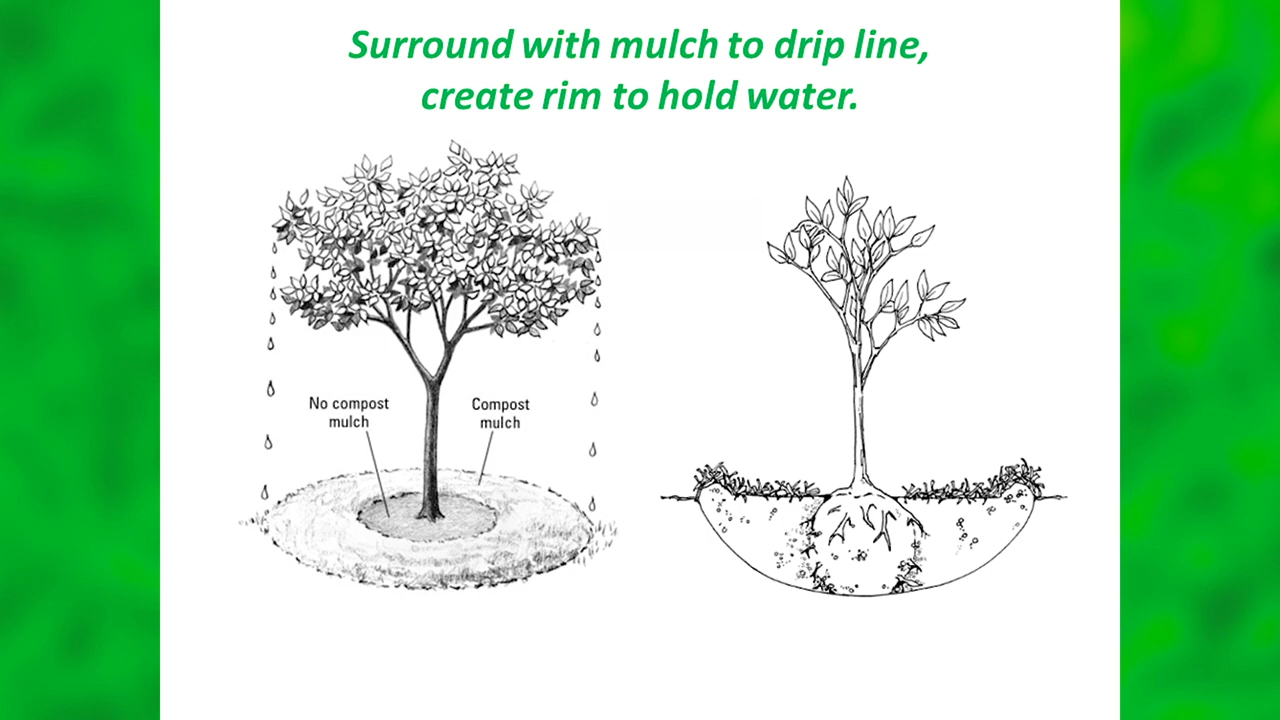 Surround with mulch to drip line,
create rim to hold water.
No compost
mulch
Compost
mulch